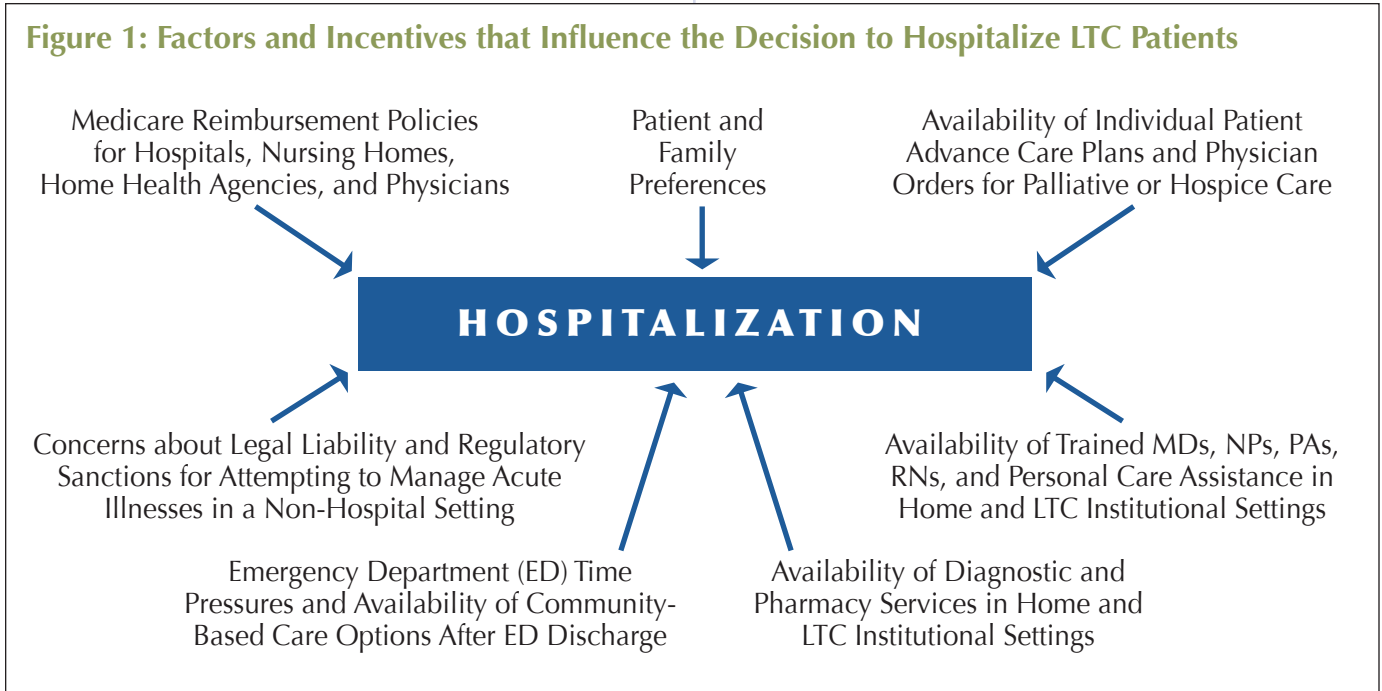 Figure 1: Factors and Incentives that Influence the Decision to Hospitalize LTC Patients
Medicare Reimbursement Policies
for Hospitals, Nursing Homes,
Home Health Agencies, and Physicians
Patient and
Family
Preferences
Availability of Individual Patient
Advance Care Plans and Physician
Orders for Palliative or Hospice Care
HOSPITALIZATION
Concerns about Legal Liability and Regulatory
Sanctions for Attempting to Manage Acute
Illnesses in a Non-Hospital Setting
Availability of Trained MDs, NPs, PAs,
RNs, and Personal Care Assistance in
Home and LTC Institutional Settings
Emergency Department (ED) Time
Pressures and Availability of Community-
Based Care Options After ED Discharge
Availability of Diagnostic and
Pharmacy Services in Home and
LTC Institutional Settings